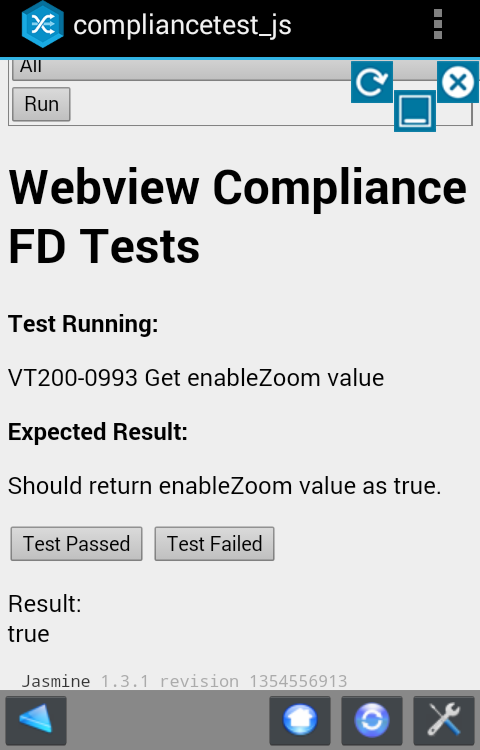 compliancetest_js
All
Run
Webview Compliance
FD Tests
Test Running:
VT200-0993 Get enableZoom value
Expected Result:
Should return enableZoom value as true.
Test Passed Test Failed
Result:
true
Jasmine 1.3.1 revision 1354556913